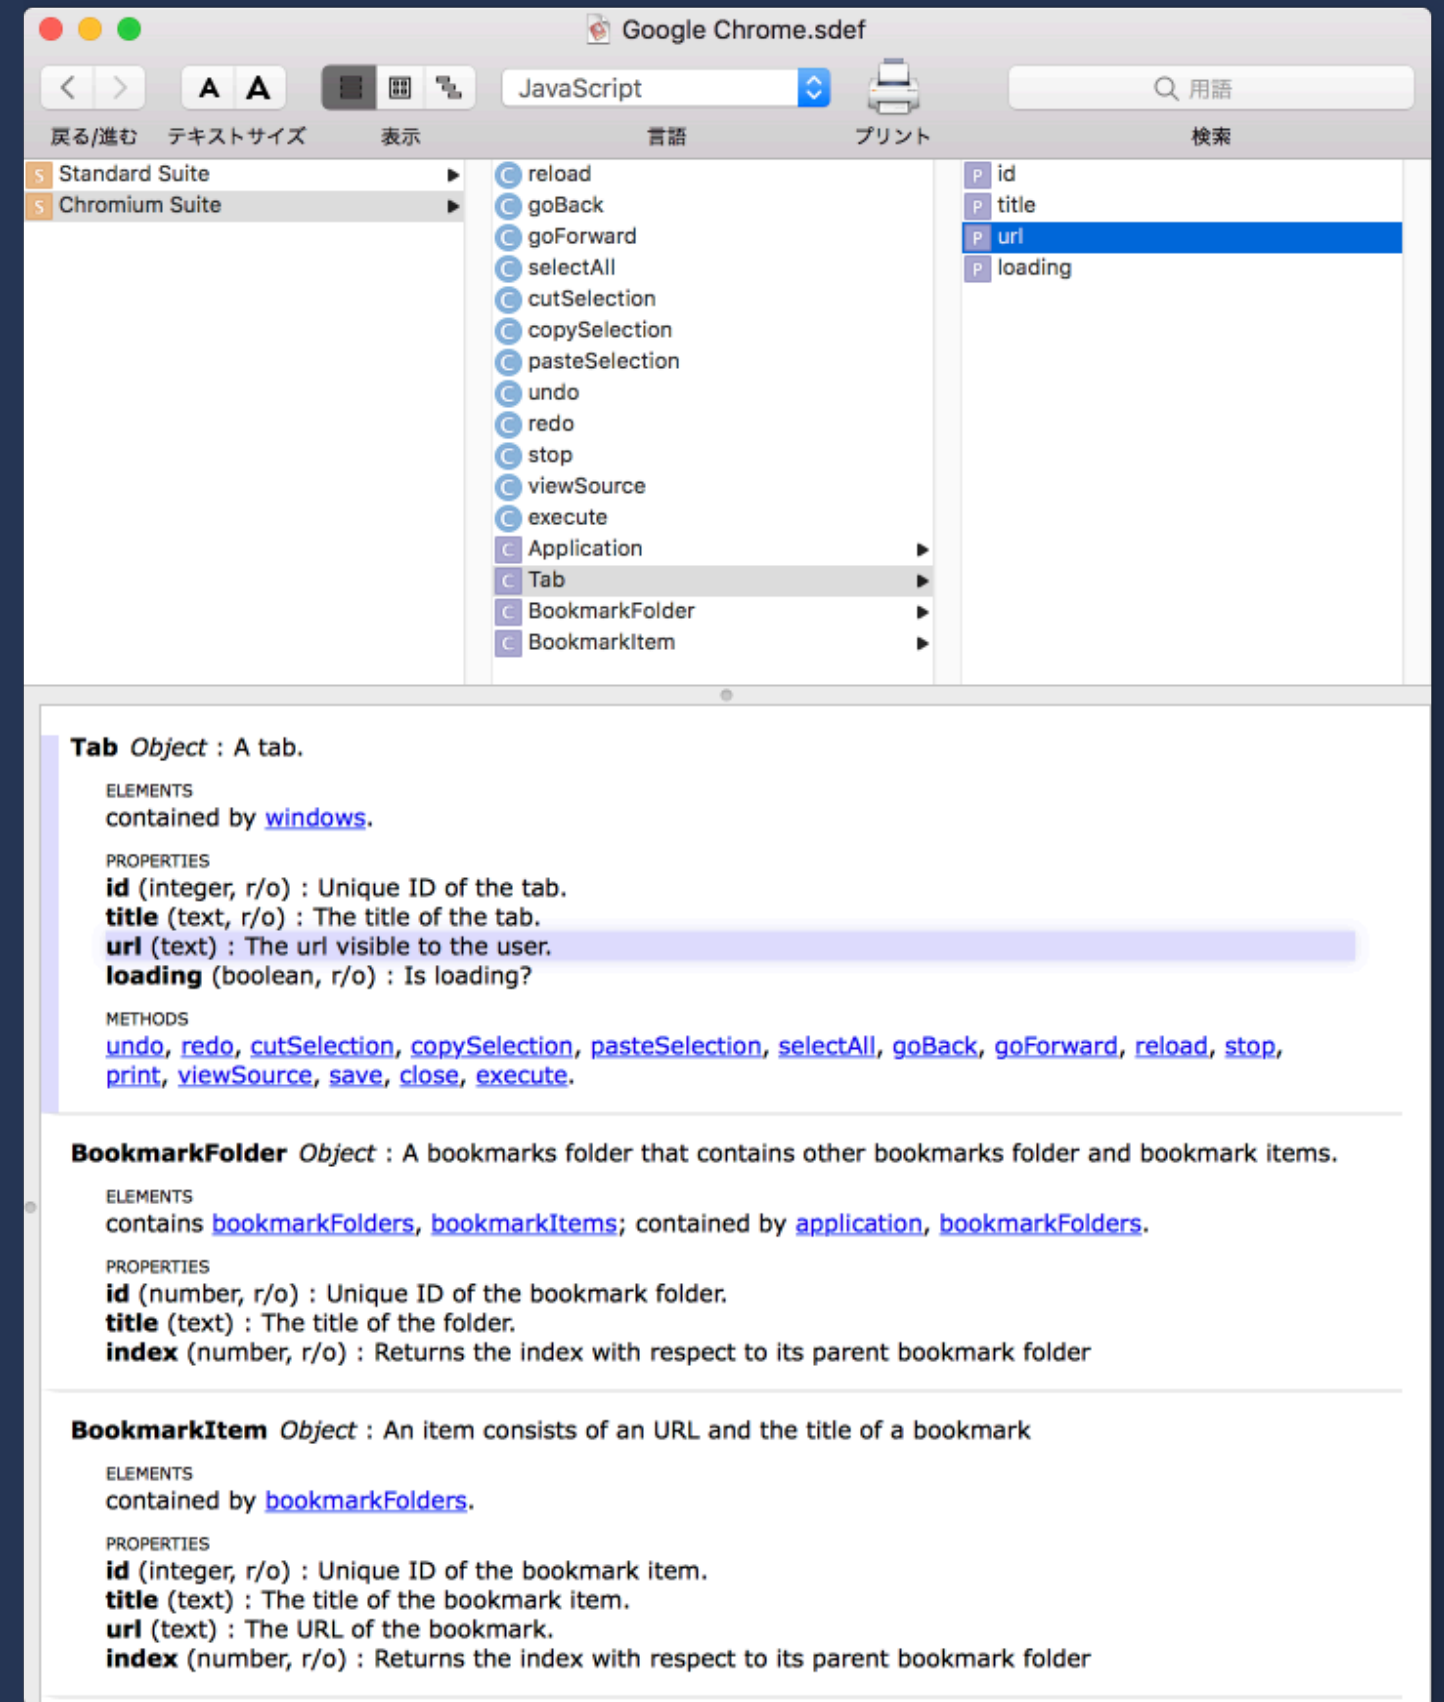 Google Chrome.sdef
A A
JavaScript
用語
戻る/進む テキストサイズ 表示 言語 プリント 検索
S Standard Suite
S Chromium Suite
C reload
C goBack
C goForward
C selectAll
C cutSelection
C copySelection
C pasteSelection
C undo
C redo
C stop
C viewSource
C execute
C Application
C Tab
C BookmarkFolder
C BookmarkItem
P id
P title
P url
P loading
Tab Object : A tab.
ELEMENTS
contained by windows.
PROPERTIES
id (integer, r/o) : Unique ID of the tab.
title (text, r/o) : The title of the tab.
url (text) : The url visible to the user.
loading (boolean, r/o) : Is loading?
METHODS
undo, redo, cutSelection, copySelection, pasteSelection, selectAll, goBack, goForward, reload, stop,
print, viewSource, save, close, execute.
BookmarkFolder Object : A bookmarks folder that contains other bookmarks folder and bookmark items.
ELEMENTS
contains bookmarkFolders, bookmarkItems; contained by application, bookmarkFolders.
PROPERTIES
id (number, r/o) : Unique ID of the bookmark folder.
title (text) : The title of the folder.
index (number, r/o) : Returns the index with respect to its parent bookmark folder
BookmarkItem Object : An item consists of an URL and the title of a bookmark
ELEMENTS
contained by bookmarkFolders.
PROPERTIES
id (integer, r/o) : Unique ID of the bookmark item.
title (text) : The title of the bookmark item.
url (text) : The URL of the bookmark.
index (number, r/o) : Returns the index with respect to its parent bookmark folder